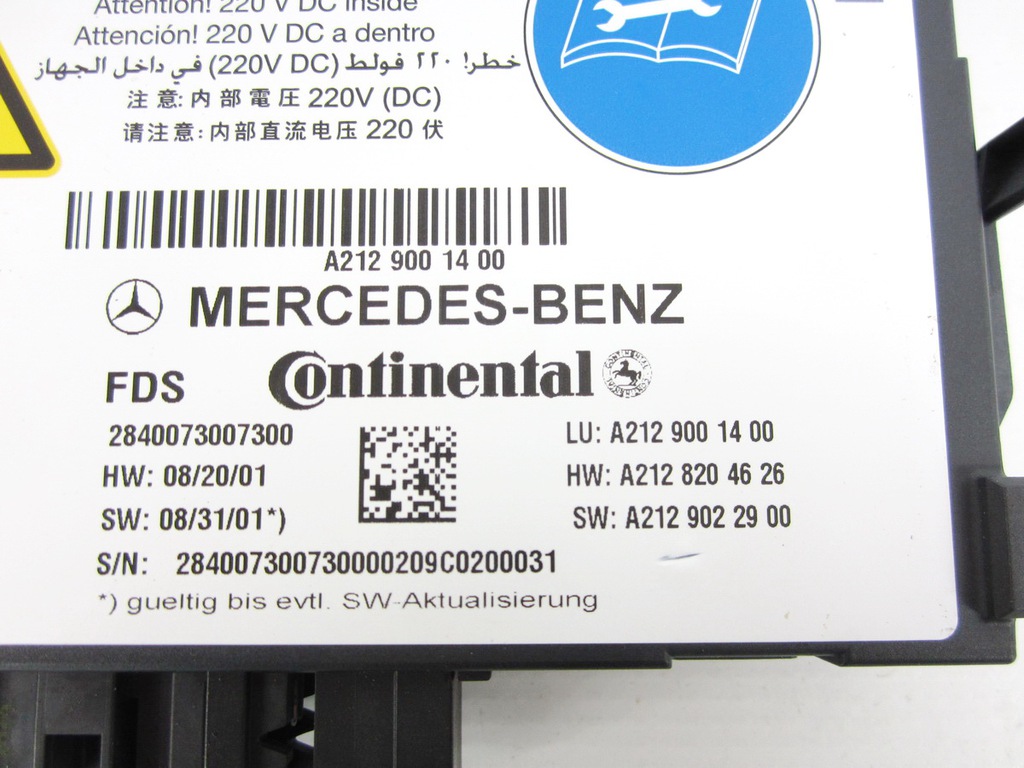 Attention! 220 V DC inside
Atención! 220 V DC a dentro
خطر! ٢٢٠ فولط (220V DC) في داخل الجهاز
注意: 内部電圧 220V (DC)
请注意: 内部直流电压 220 伏
A212 900 14 00
MERCEDES-BENZ
FDS
Continental
2840073007300
LU: A212 900 14 00
HW: 08/20/01
HW: A212 820 46 26
SW: 08/31/01*)
SW: A212 902 29 00
S/N: 284007300730000209C0200031
*) gueltig bis evtl. SW-Aktualisierung